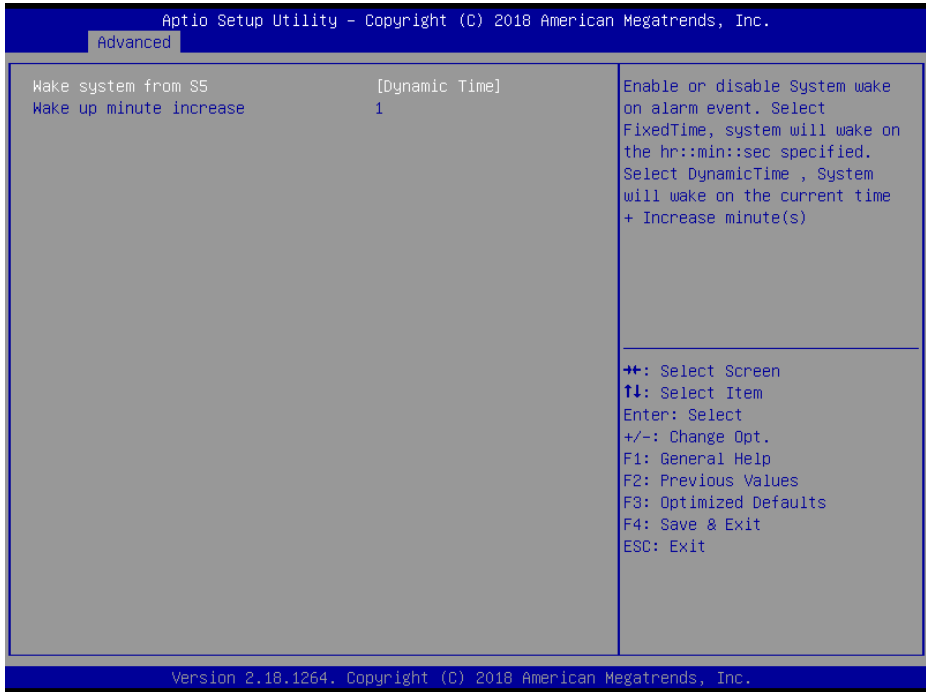 Aptio Setup Utility – Copyright (C) 2018 American Megatrends, Inc.
Advanced
Wake system from S5 [Dynamic Time]
Wake up minute increase 1
Enable or disable System wake
on alarm event. Select
FixedTime, system will wake on
the hr::min::sec specified.
Select DynamicTime , System
will wake on the current time
+ Increase minute(s)
→←: Select Screen
↑↓: Select Item
Enter: Select
+/-: Change Opt.
F1: General Help
F2: Previous Values
F3: Optimized Defaults
F4: Save & Exit
ESC: Exit
Version 2.18.1264. Copyright (C) 2018 American Megatrends, Inc.